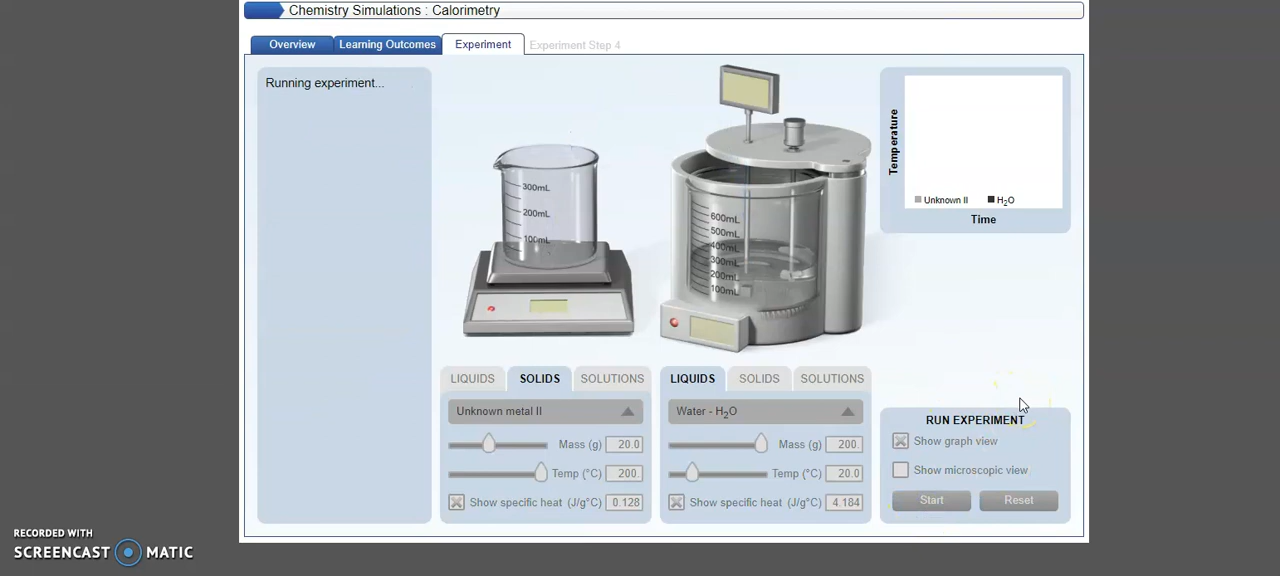 Chemistry Simulations : Calorimetry
Overview
Learning Outcomes
Experiment
Experiment Step 4
Running experiment...
300mL
200mL
100mL
600mL
500mL
400mL
300mL
200mL
100mL
Temperature
Unknown II
H₂O
Time
LIQUIDS
SOLIDS
SOLUTIONS
Unknown metal II
Mass (g) 20.0
Temp (°C) 200.
Show specific heat (J/g°C) 0.128
LIQUIDS
SOLIDS
SOLUTIONS
Water - H₂O
Mass (g) 200.
Temp (°C) 20.0
Show specific heat (J/g°C) 4.184
RUN EXPERIMENT
Show graph view
Show microscopic view
Start
Reset
RECORDED WITH
SCREENCAST MATIC